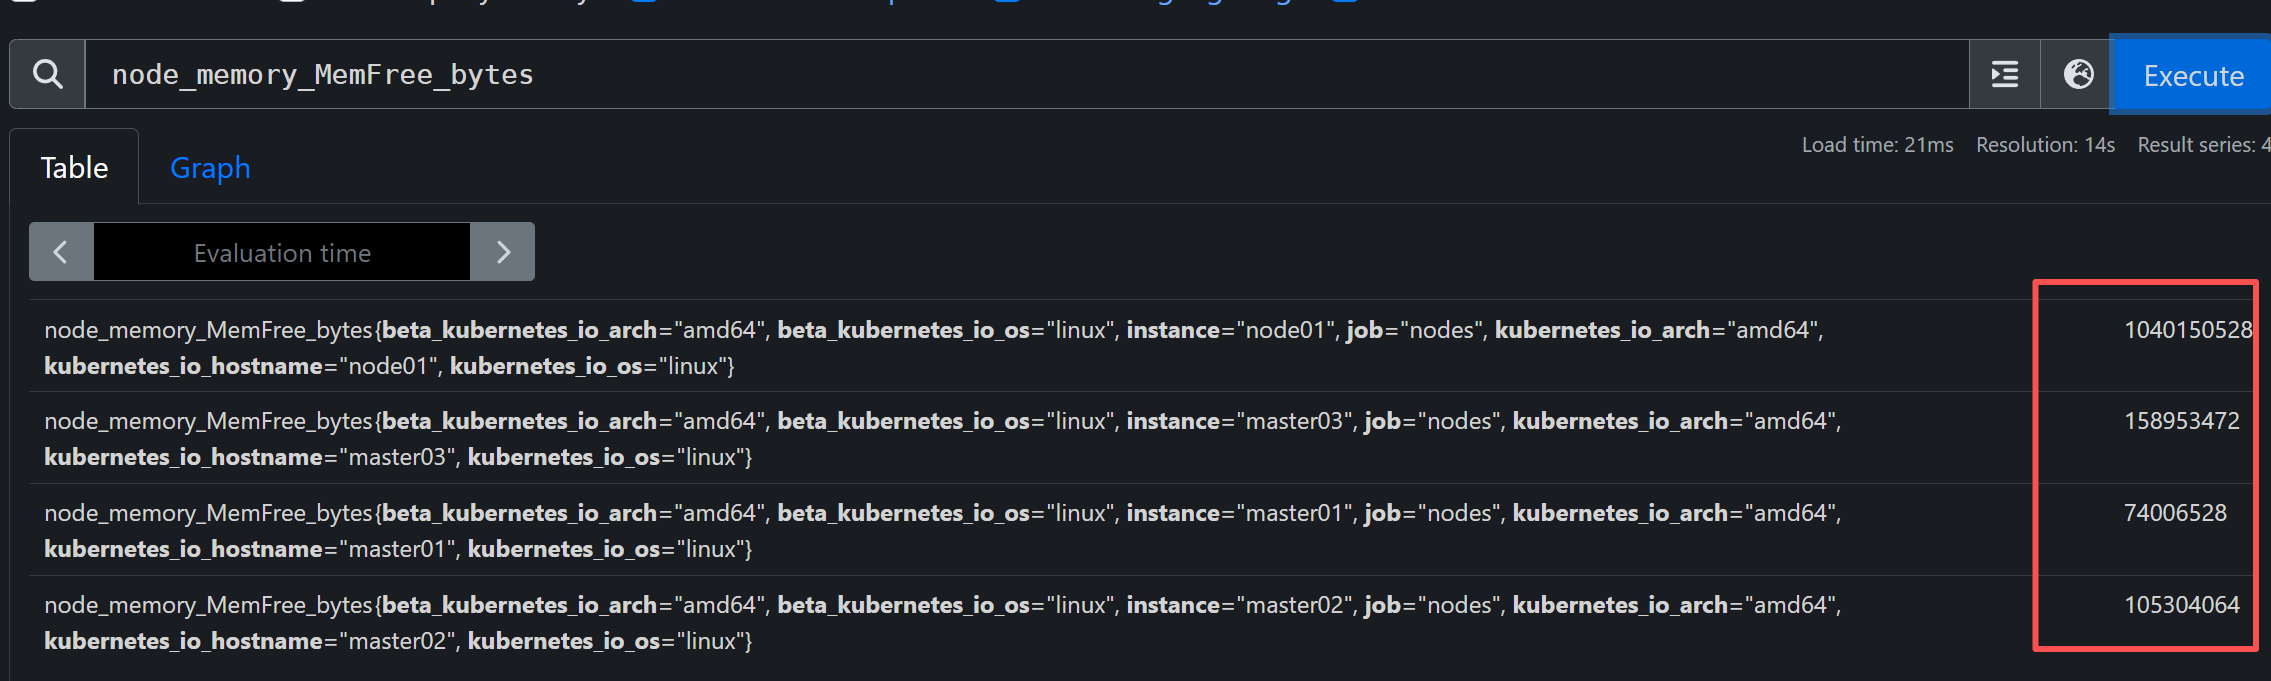 node_memory_MemFree_bytes
Execute
Table
Graph
Load time: 21ms Resolution: 14s Result series: 4
Evaluation time
node_memory_MemFree_bytes{beta_kubernetes_io_arch="amd64", beta_kubernetes_io_os="linux", instance="node01", job="nodes", kubernetes_io_arch="amd64", 1040150528
kubernetes_io_hostname="node01", kubernetes_io_os="linux"}
node_memory_MemFree_bytes{beta_kubernetes_io_arch="amd64", beta_kubernetes_io_os="linux", instance="master03", job="nodes", kubernetes_io_arch="amd64", 158953472
kubernetes_io_hostname="master03", kubernetes_io_os="linux"}
node_memory_MemFree_bytes{beta_kubernetes_io_arch="amd64", beta_kubernetes_io_os="linux", instance="master01", job="nodes", kubernetes_io_arch="amd64", 74006528
kubernetes_io_hostname="master01", kubernetes_io_os="linux"}
node_memory_MemFree_bytes{beta_kubernetes_io_arch="amd64", beta_kubernetes_io_os="linux", instance="master02", job="nodes", kubernetes_io_arch="amd64", 105304064
kubernetes_io_hostname="master02", kubernetes_io_os="linux"}